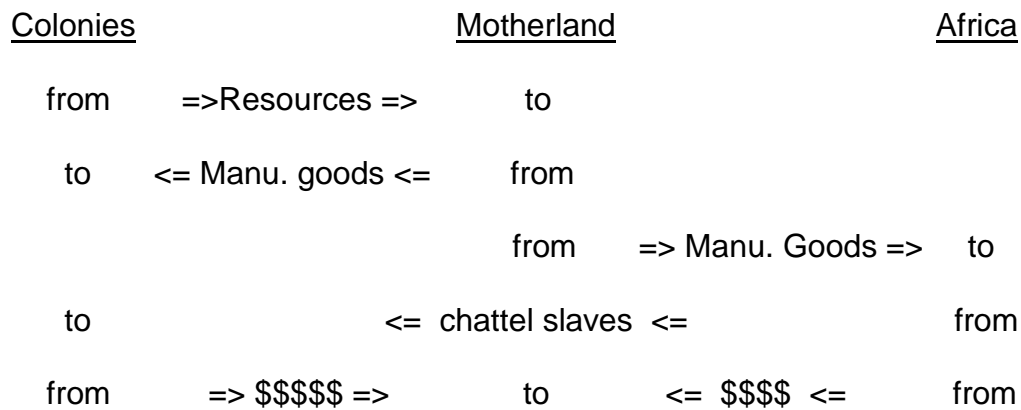 Colonies Motherland Africa
from =>Resources => to
to <= Manu. goods <= from
from => Manu. Goods => to
to <= chattel slaves <= from
from => $$$$$ => to <= $$$$ <= from